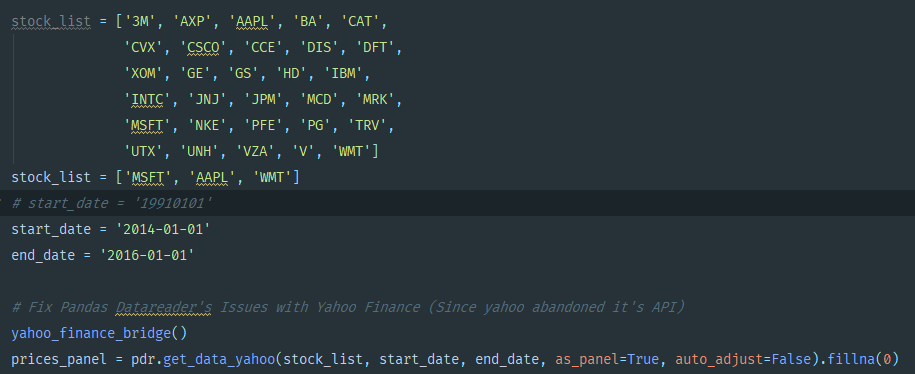 stock_list = ['3M', 'AXP', 'AAPL', 'BA', 'CAT',
'CVX', 'CSCO', 'CCE', 'DIS', 'DFT',
'XOM', 'GE', 'GS', 'HD', 'IBM',
'INTC', 'JNJ', 'JPM', 'MCD', 'MRK',
'MSFT', 'NKE', 'PFE', 'PG', 'TRV',
'UTX', 'UNH', 'VZA', 'V', 'WMT']
stock_list = ['MSFT', 'AAPL', 'WMT']
# start_date = '19910101'
start_date = '2014-01-01'
end_date = '2016-01-01'
# Fix Pandas Datareader's Issues with Yahoo Finance (Since yahoo abandoned it's API)
yahoo_finance_bridge()
prices_panel = pdr.get_data_yahoo(stock_list, start_date, end_date, as_panel=True, auto_adjust=False).fillna(0)